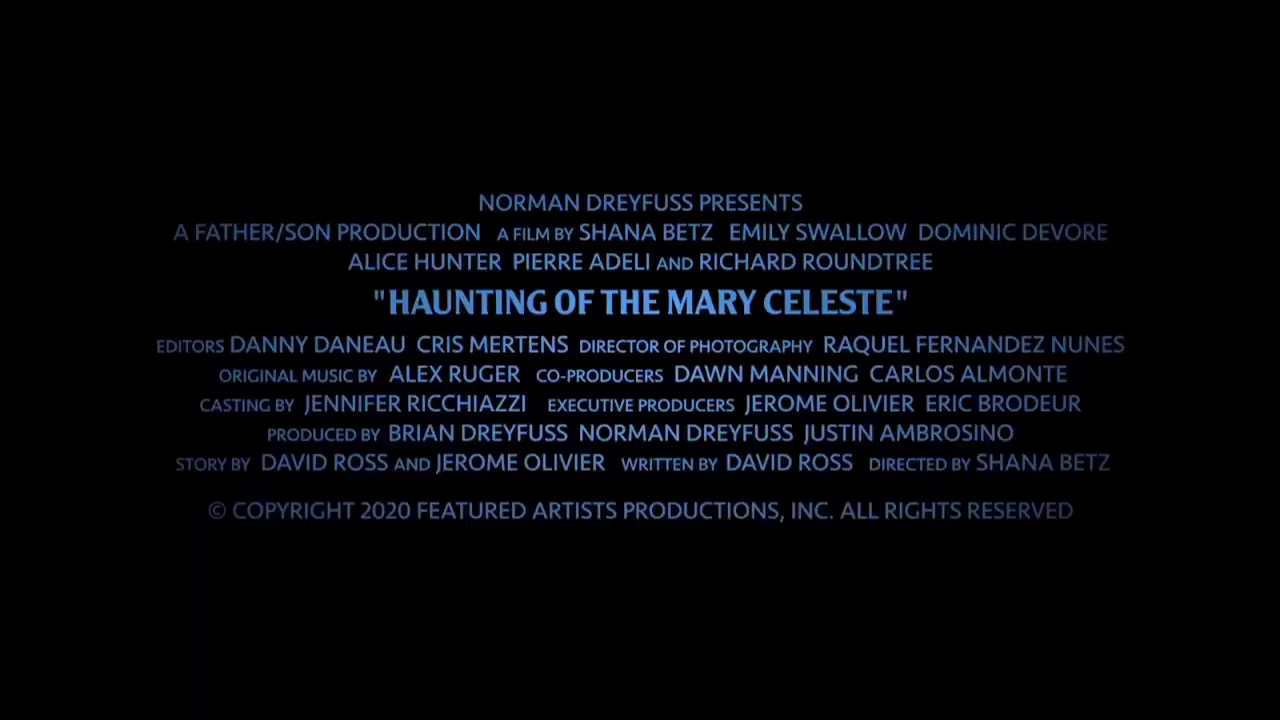 NORMAN DREYFUSS PRESENTS
A FATHER/SON PRODUCTION A FILM BY SHANA BETZ EMILY SWALLOW DOMINIC DEVORE
ALICE HUNTER PIERRE ADELI AND RICHARD ROUNDTREE
"HAUNTING OF THE MARY CELESTE"
EDITORS DANNY DANEAU CRIS MERTENS DIRECTOR OF PHOTOGRAPHY RAQUEL FERNANDEZ NUNES
ORIGINAL MUSIC BY ALEX RUGER CO-PRODUCERS DAWN MANNING CARLOS ALMONTE
CASTING BY JENNIFER RICCHIAZZI EXECUTIVE PRODUCERS JEROME OLIVIER ERIC BRODEUR
PRODUCED BY BRIAN DREYFUSS NORMAN DREYFUSS JUSTIN AMBROSINO
STORY BY DAVID ROSS AND JEROME OLIVIER WRITTEN BY DAVID ROSS DIRECTED BY SHANA BETZ
© COPYRIGHT 2020 FEATURED ARTISTS PRODUCTIONS, INC. ALL RIGHTS RESERVED